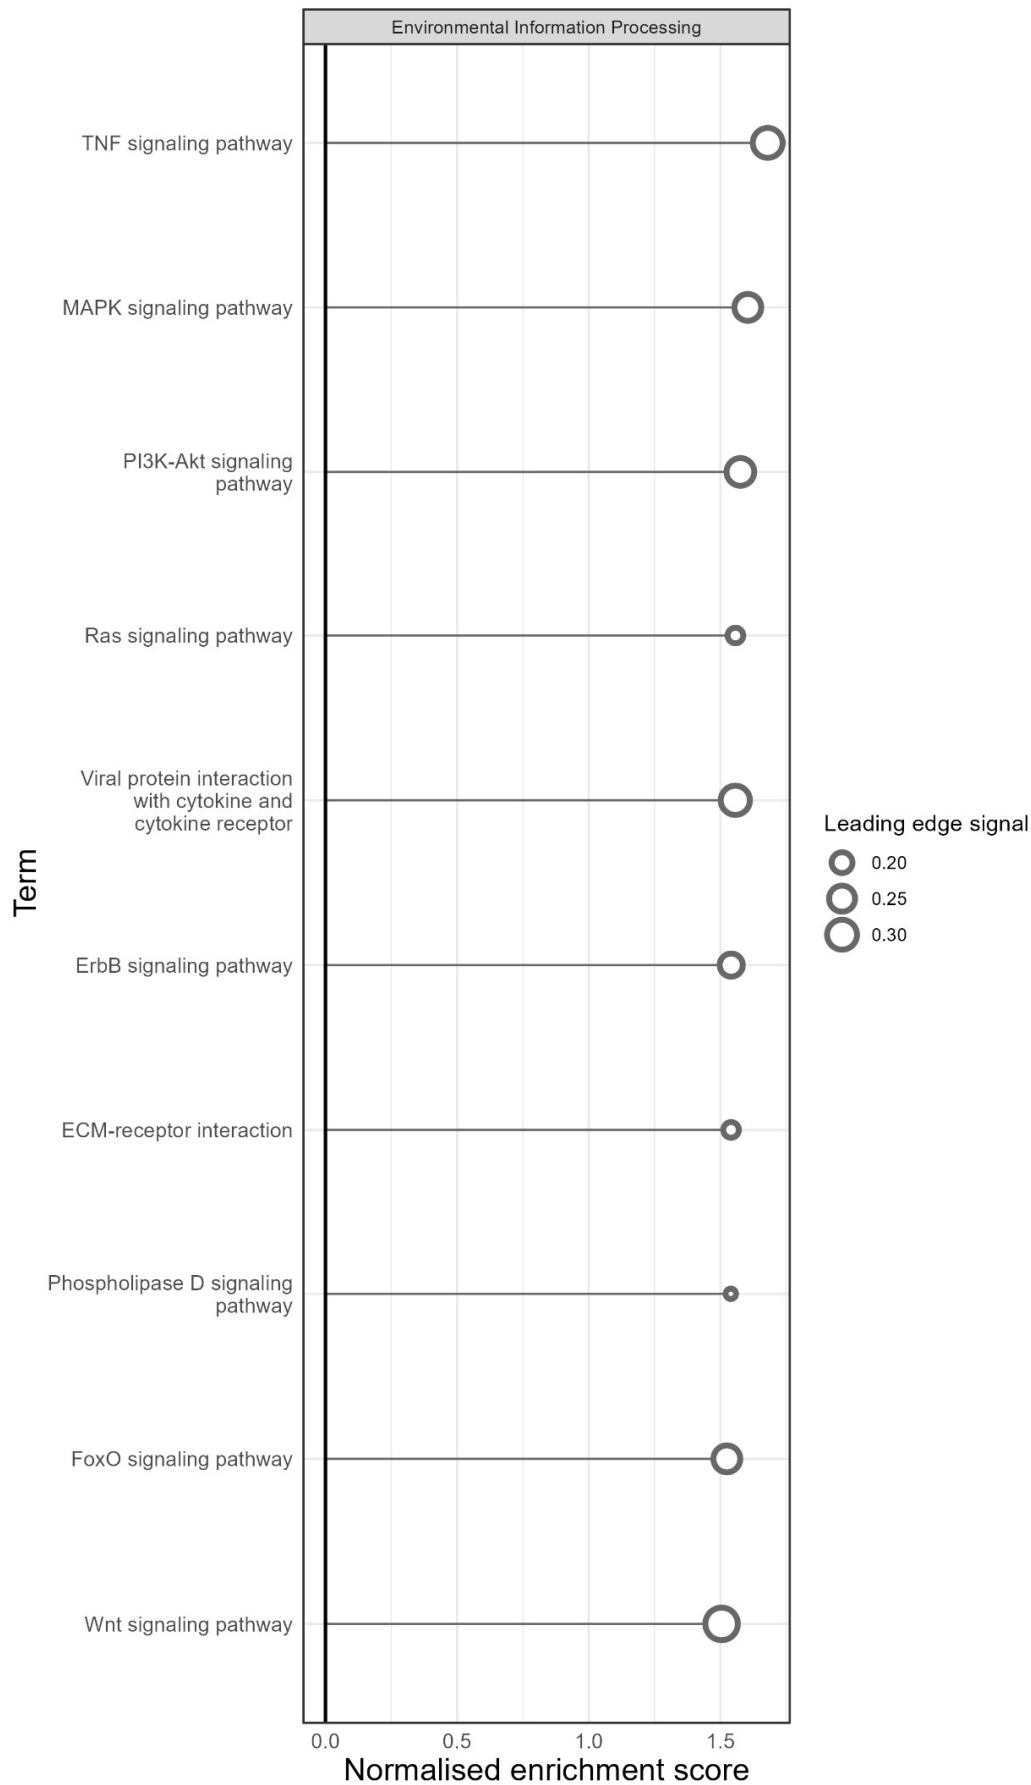 Environmental Information Processing
TNF signaling pathway
MAPK signaling pathway
PI3K-Akt signaling
pathway
Ras signaling pathway
Viral protein interaction
with cytokine and
cytokine receptor
ErbB signaling pathway
ECM-receptor interaction
Phospholipase D signaling
pathway
FoxO signaling pathway
Wnt signaling pathway
Term
0.0 0.5 1.0 1.5
Normalised enrichment score
Leading edge signal
0.20
0.25
0.30